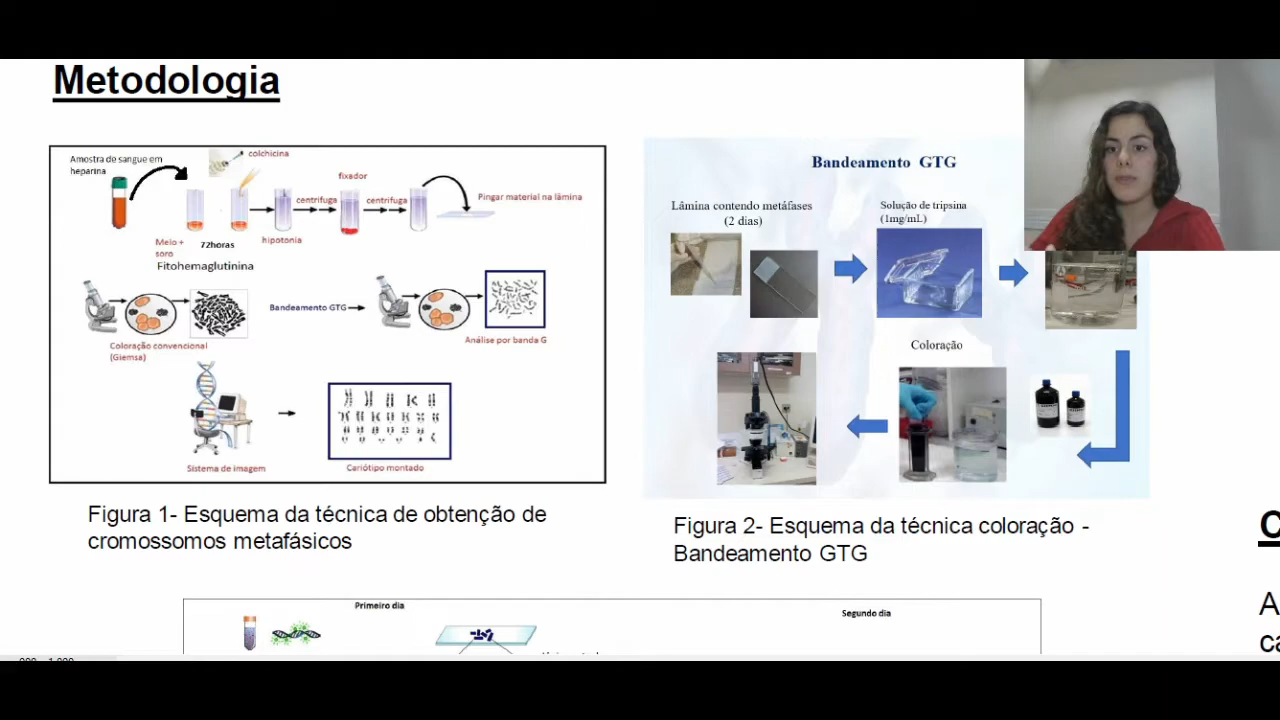 Metodologia
Amostra de sangue em
heparina
colchicina
fixador
centrifuga
centrifuga
Pingar material na lâmina
Meio +
soro
72horas
hipotonia
Fitohemaglutinina
Bandeamento GTG
Coloração convencional
(Giemsa)
Análise por banda G
Sistema de imagem
Cariótipo montado
Figura 1- Esquema da técnica de obtenção de
cromossomos metafásicos
Bandeamento GTG
Lâmina contendo metáfases
(2 dias)
Solução de tripsina
(1mg/mL)
Coloração
Figura 2- Esquema da técnica coloração -
Bandeamento GTG
Primeiro dia
Segundo dia
C
A
ca